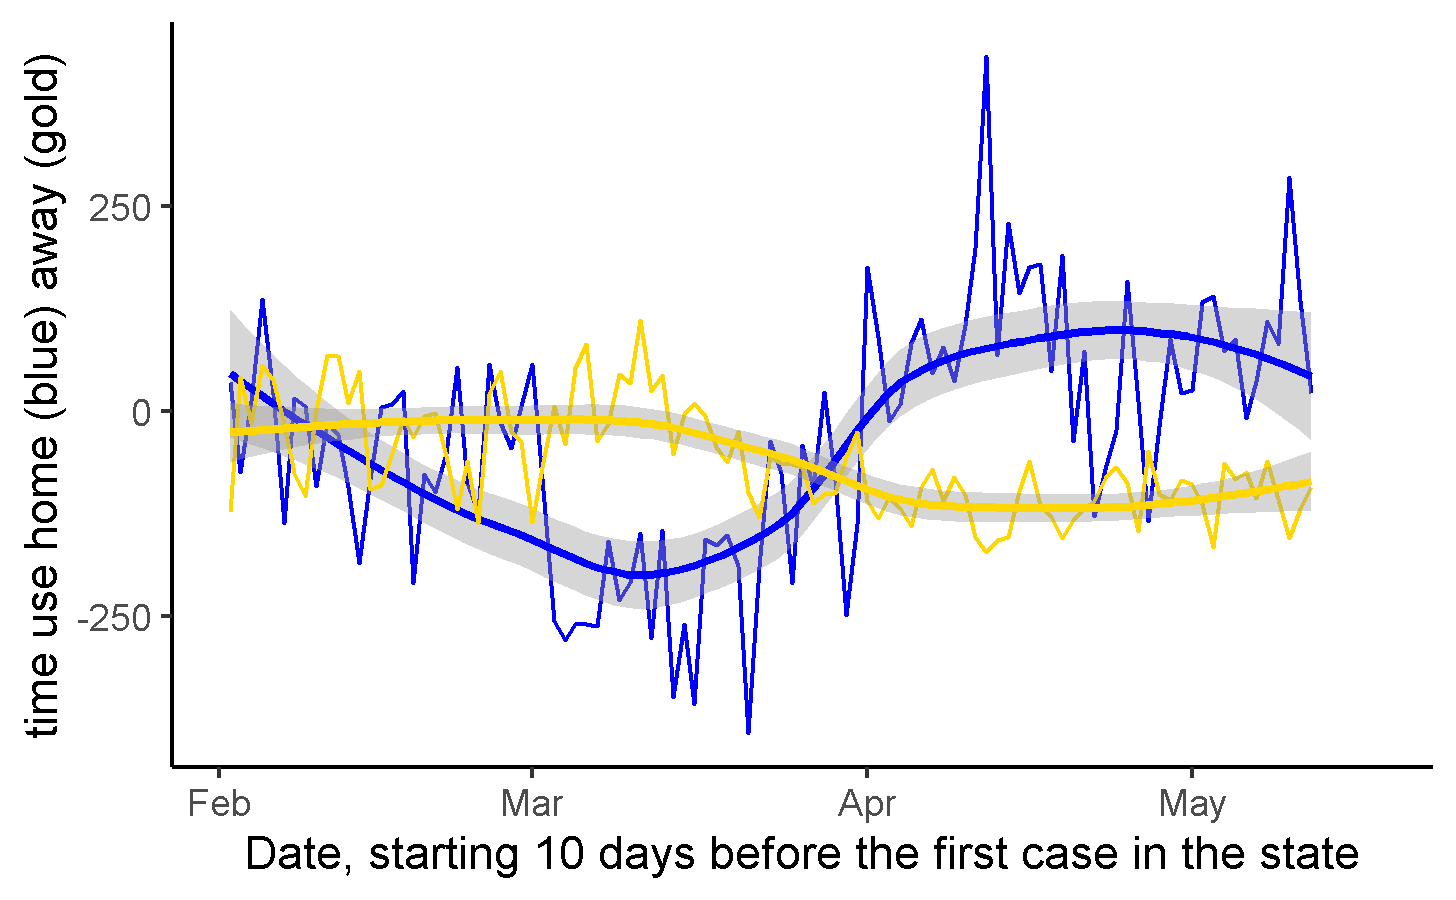 time use home (blue) away (gold)
250
0
-250
Feb
Mar
Apr
May
Date, starting 10 days before the first case in the state